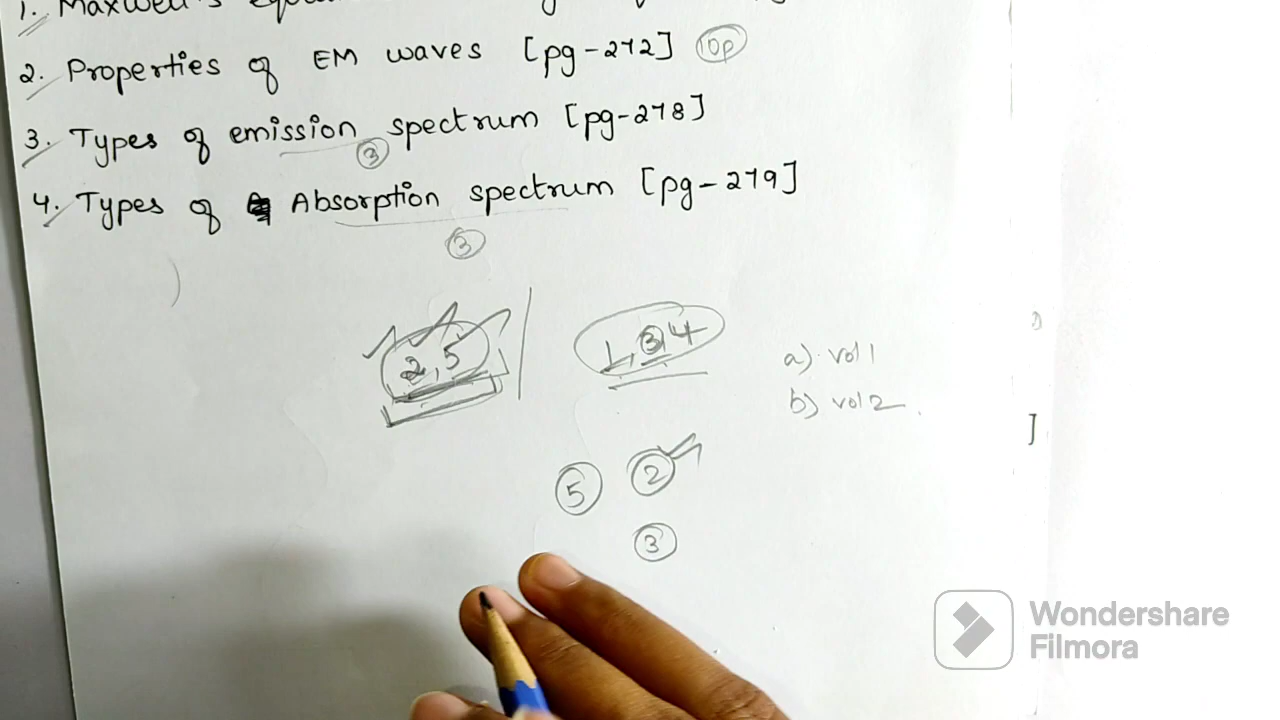 1. Maxwell's
2. Properties of EM waves [pg-272] 10p
3. Types of emission spectrum [pg-278]
3
4. Types of Absorption spectrum [pg-279]
3
2, 5 1, 3, 4
a) vol 1
b) vol 2
]
5 2
3
Wondershare
Filmora